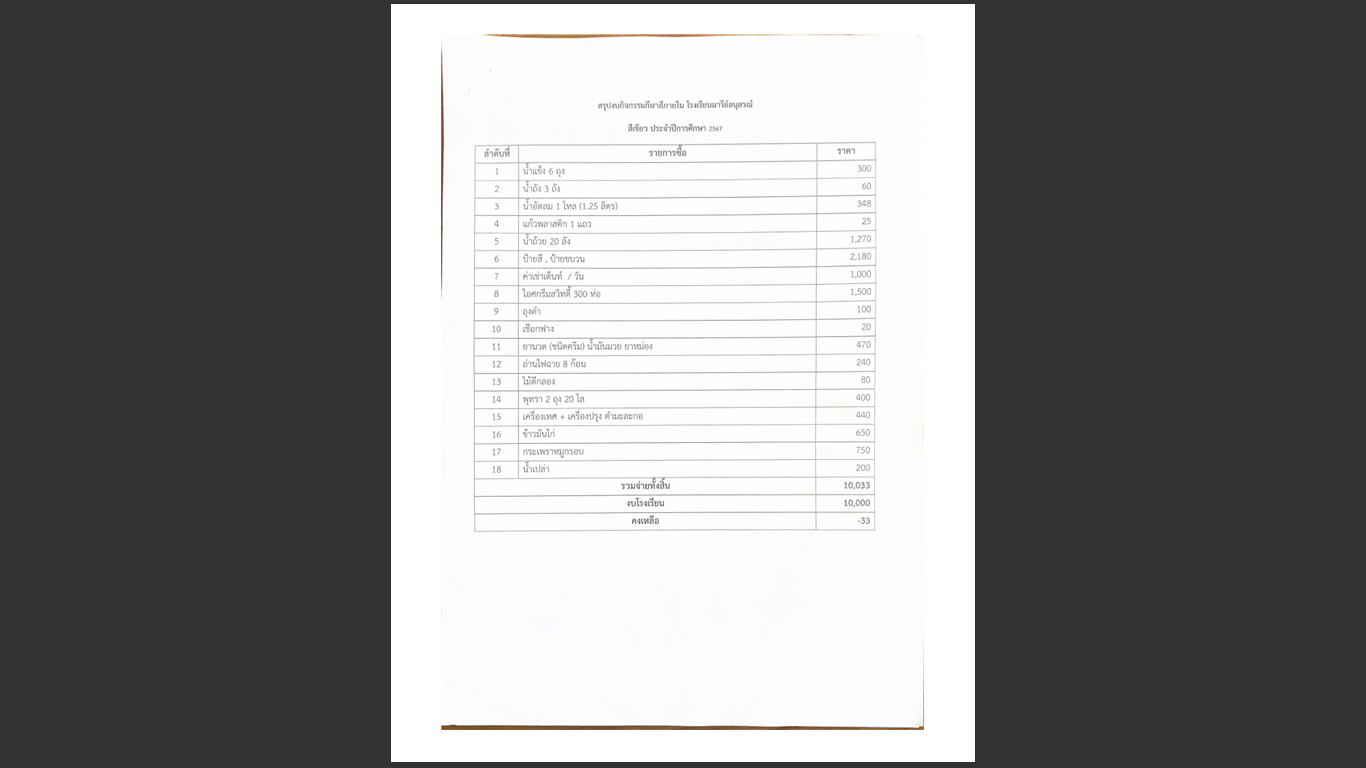 สรุปงบกิจกรรมกีฬาสีภายใน โรงเรียนมารีย์อนุสรณ์
สีเขียว ประจำปีการศึกษา 2567
ลำดับที่ รายการซื้อ ราคา
1 น้ำแข็ง 6 ถุง 300
2 น้ำถัง 3 ถัง 60
3 น้ำอัดลม 1 โหล (1.25 ลิตร) 348
4 แก้วพลาสติก 1 แถว 25
5 น้ำถ้วย 20 ลัง 1,270
6 ป้ายสี , ป้ายขบวน 2,180
7 ค่าเช่าเต็นท์ / วัน 1,000
8 ไอศกรีมสวิทตี้ 300 ห่อ 1,500
9 ถุงดำ 100
10 เชือกฟาง 20
11 ยานวด (ชนิดครีม) น้ำมันมวย ยาหม่อง 470
12 ถ่านไฟฉาย 8 ก้อน 240
13 ไม้ตีกลอง 80
14 พุทรา 2 ถุง 20 โล 400
15 เครื่องเทศ + เครื่องปรุง ตำมะละกอ 440
16 ข้าวมันไก่ 650
17 กระเพราหมูกรอบ 750
18 น้ำเปล่า 200
รวมจ่ายทั้งสิ้น 10,033
งบโรงเรียน 10,000
คงเหลือ -33